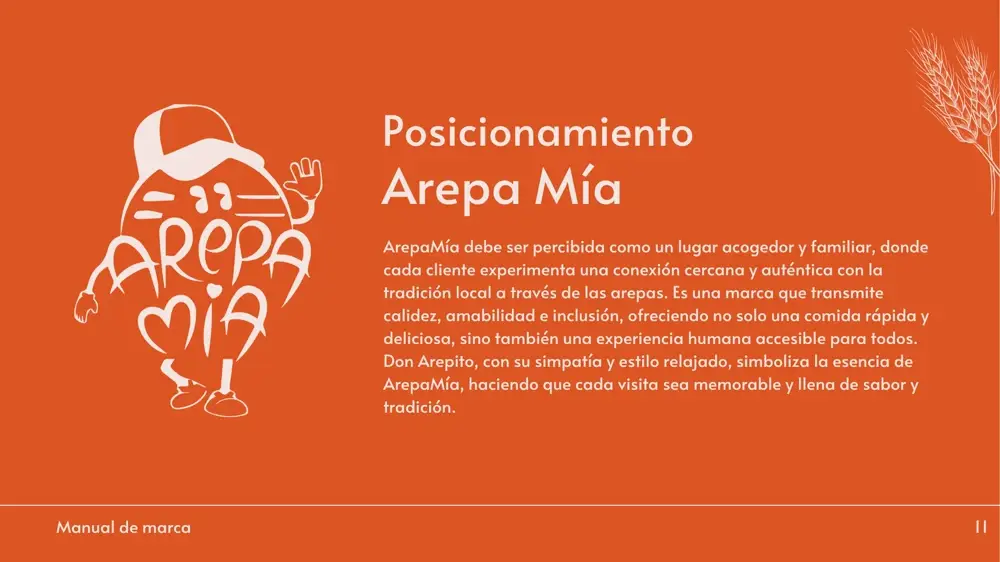 AREPA
MÍA
Posicionamiento
Arepa Mía
ArepaMía debe ser percibida como un lugar acogedor y familiar, donde
cada cliente experimenta una conexión cercana y auténtica con la
tradición local a través de las arepas. Es una marca que transmite
calidez, amabilidad e inclusión, ofreciendo no solo una comida rápida y
deliciosa, sino también una experiencia humana accesible para todos.
Don Arepito, con su simpatía y estilo relajado, simboliza la esencia de
ArepaMía, haciendo que cada visita sea memorable y llena de sabor y
tradición.
Manual de marca
11